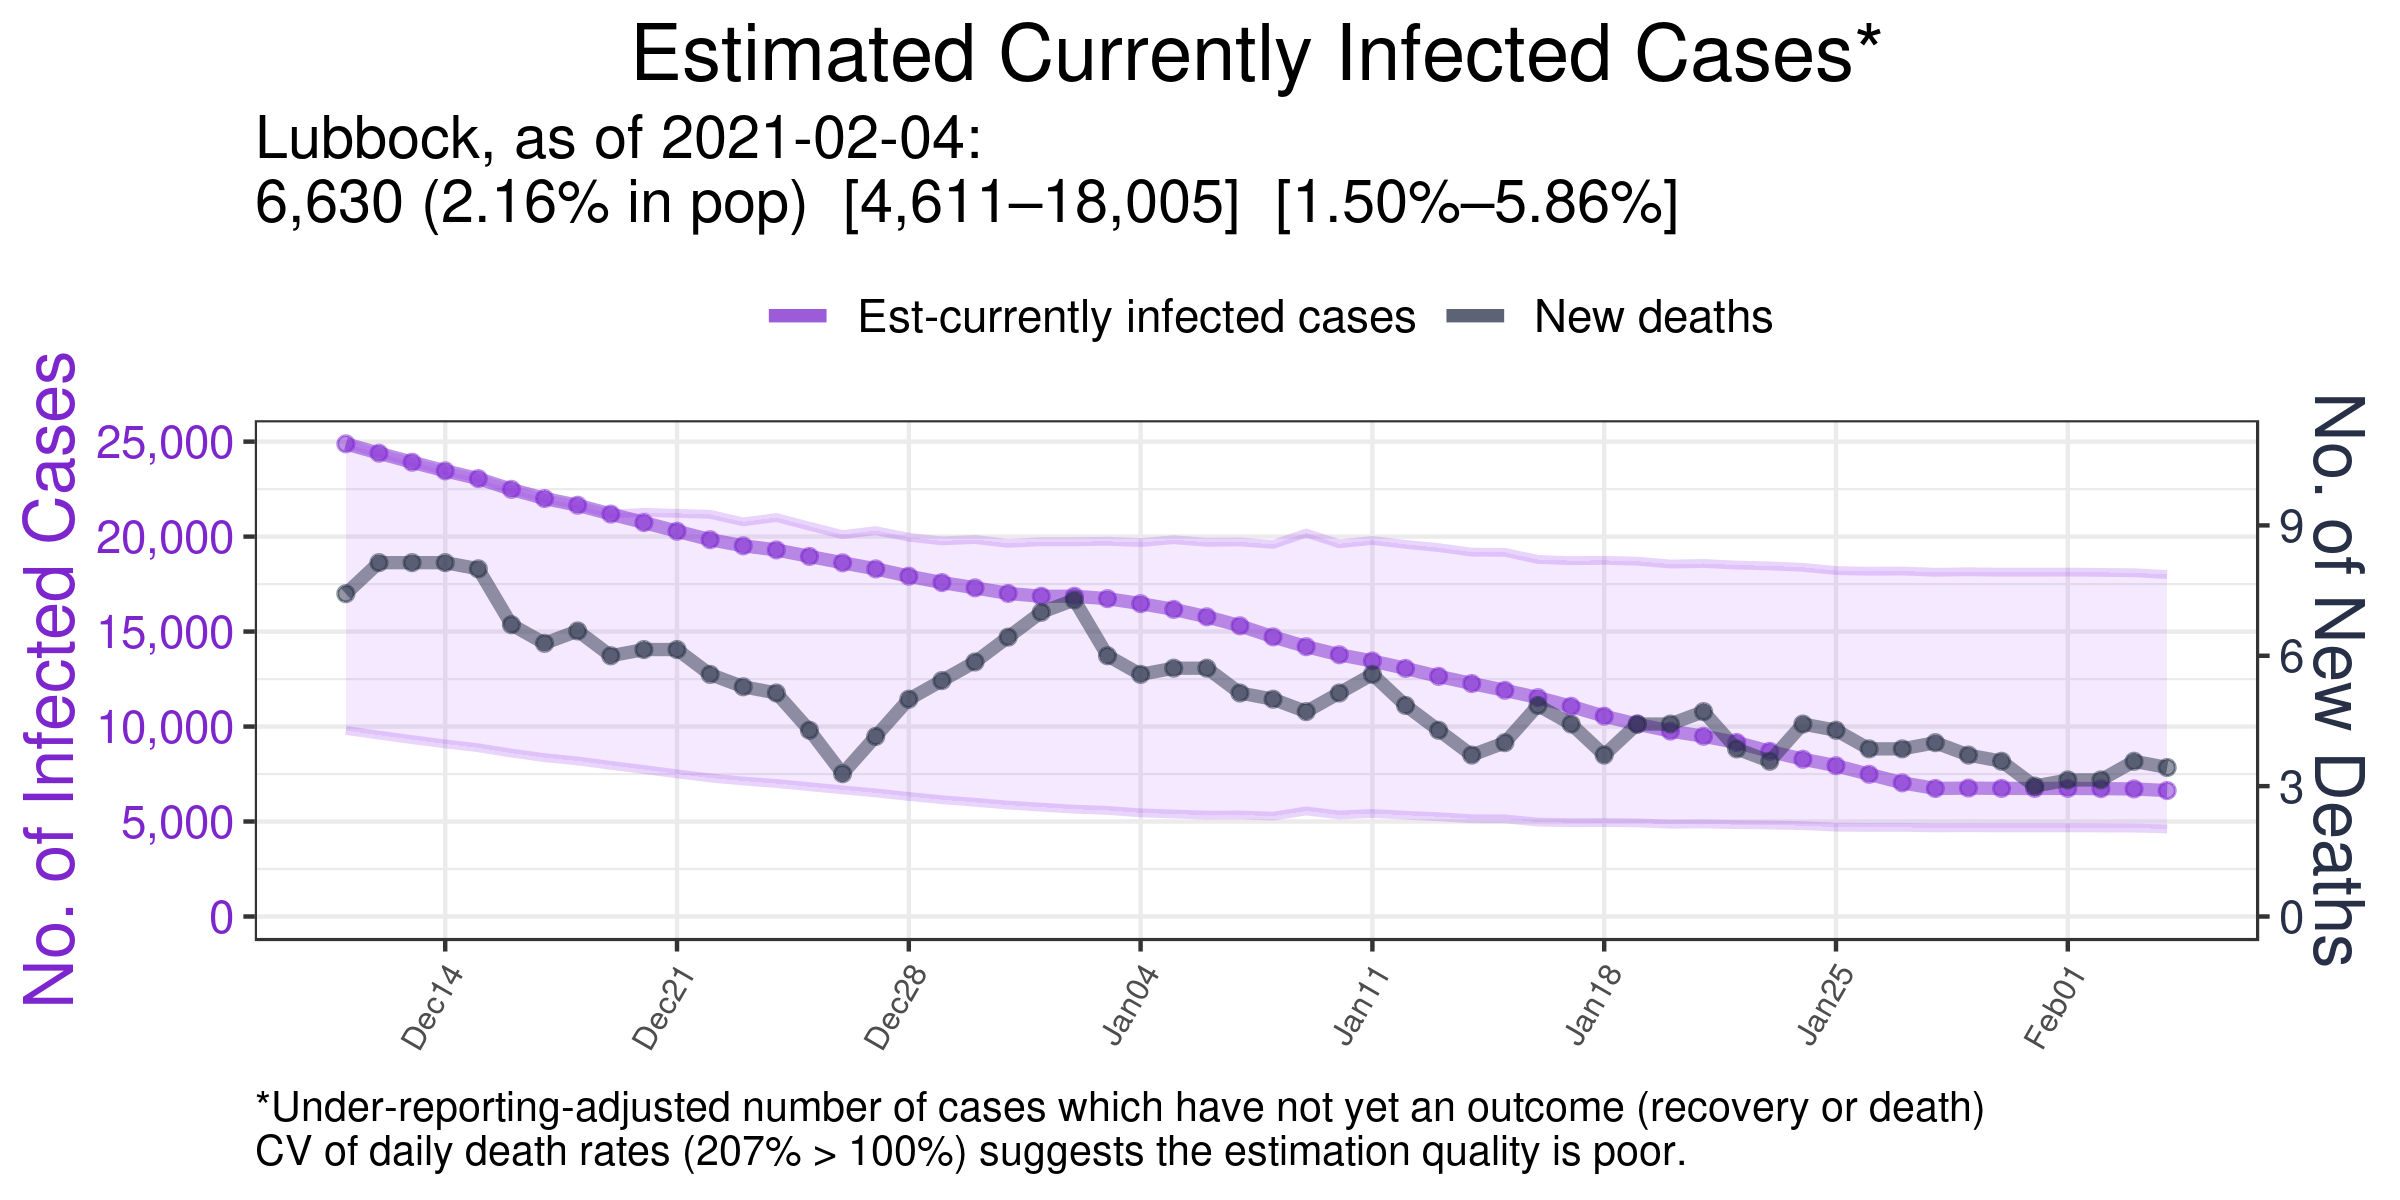 Estimated Currently Infected Cases*
Lubbock, as of 2021-02-04:
6,630 (2.16% in pop)  [4,611–18,005]  [1.50%–5.86%]
Est-currently infected cases
New deaths
No. of Infected Cases
25,000
20,000
15,000
10,000
5,000
0
No. of New Deaths
9
6
3
0
Dec14
Dec21
Dec28
Jan04
Jan11
Jan18
Jan25
Feb01
*Under-reporting-adjusted number of cases which have not yet an outcome (recovery or death)
CV of daily death rates (207% > 100%) suggests the estimation quality is poor.